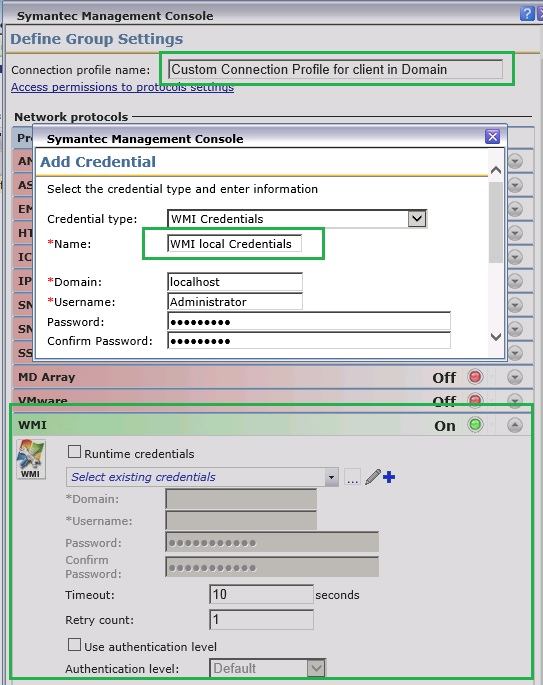 Symantec Management Console
Define Group Settings
Connection profile name: Custom Connection Profile for client in Domain
Access permissions to protocols settings
Network protocols
Symantec Management Console
Add Credential
Select the credential type and enter information
Credential type: WMI Credentials
*Name: WMI local Credentials
*Domain: localhost
*Username: Administrator
Password: ●●●●●●●●●
Confirm Password: ●●●●●●●●●
Pr
AM
AS
EM
HT
IC
IP
SN
SN
SS
MD Array Off
VMware Off
WMI On
WMI
Runtime credentials
Select existing credentials ...
*Domain:
*Username:
Password: ●●●●●●●●●●●
Confirm
Password: ●●●●●●●●●●●
Timeout: 10 seconds
Retry count: 1
Use authentication level
Authentication level: Default